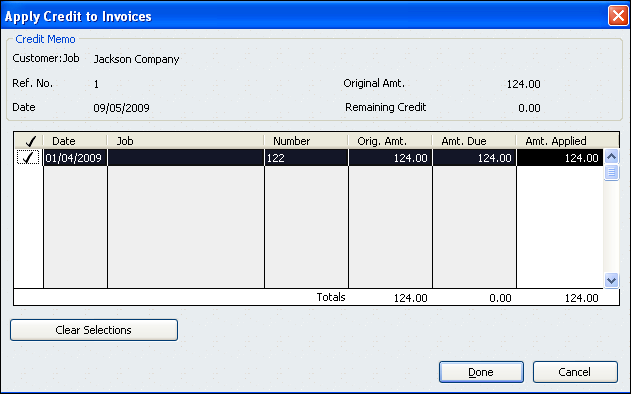 Apply Credit to Invoices
Credit Memo
Customer:Job Jackson Company
Ref. No. 1 Original Amt. 124.00
Date 09/05/2009 Remaining Credit 0.00
✓ Date Job Number Orig. Amt. Amt. Due Amt. Applied
✓ 01/04/2009 122 124.00 124.00 124.00
Totals 124.00 0.00 124.00
Clear Selections
Done Cancel